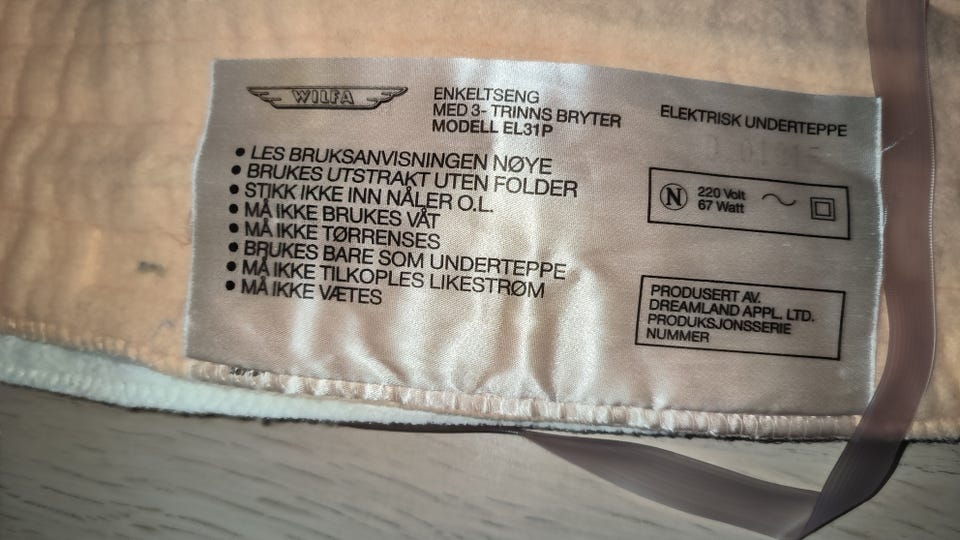 WILFA
ENKELTSENG
MED 3- TRINNS BRYTER
MODELL EL31P
ELEKTRISK UNDERTEPPE
• LES BRUKSANVISNINGEN NØYE
• BRUKES UTSTRAKT UTEN FOLDER
• STIKK IKKE INN NÅLER O.L.
• MÅ IKKE BRUKES VÅT
• MÅ IKKE TØRRENSES
• BRUKES BARE SOM UNDERTEPPE
• MÅ IKKE TILKOPLES LIKESTRØM
• MÅ IKKE VÆTES
N
220 Volt
67 Watt
PRODUSERT AV.
DREAMLAND APPL. LTD.
PRODUKSJONSSERIE
NUMMER